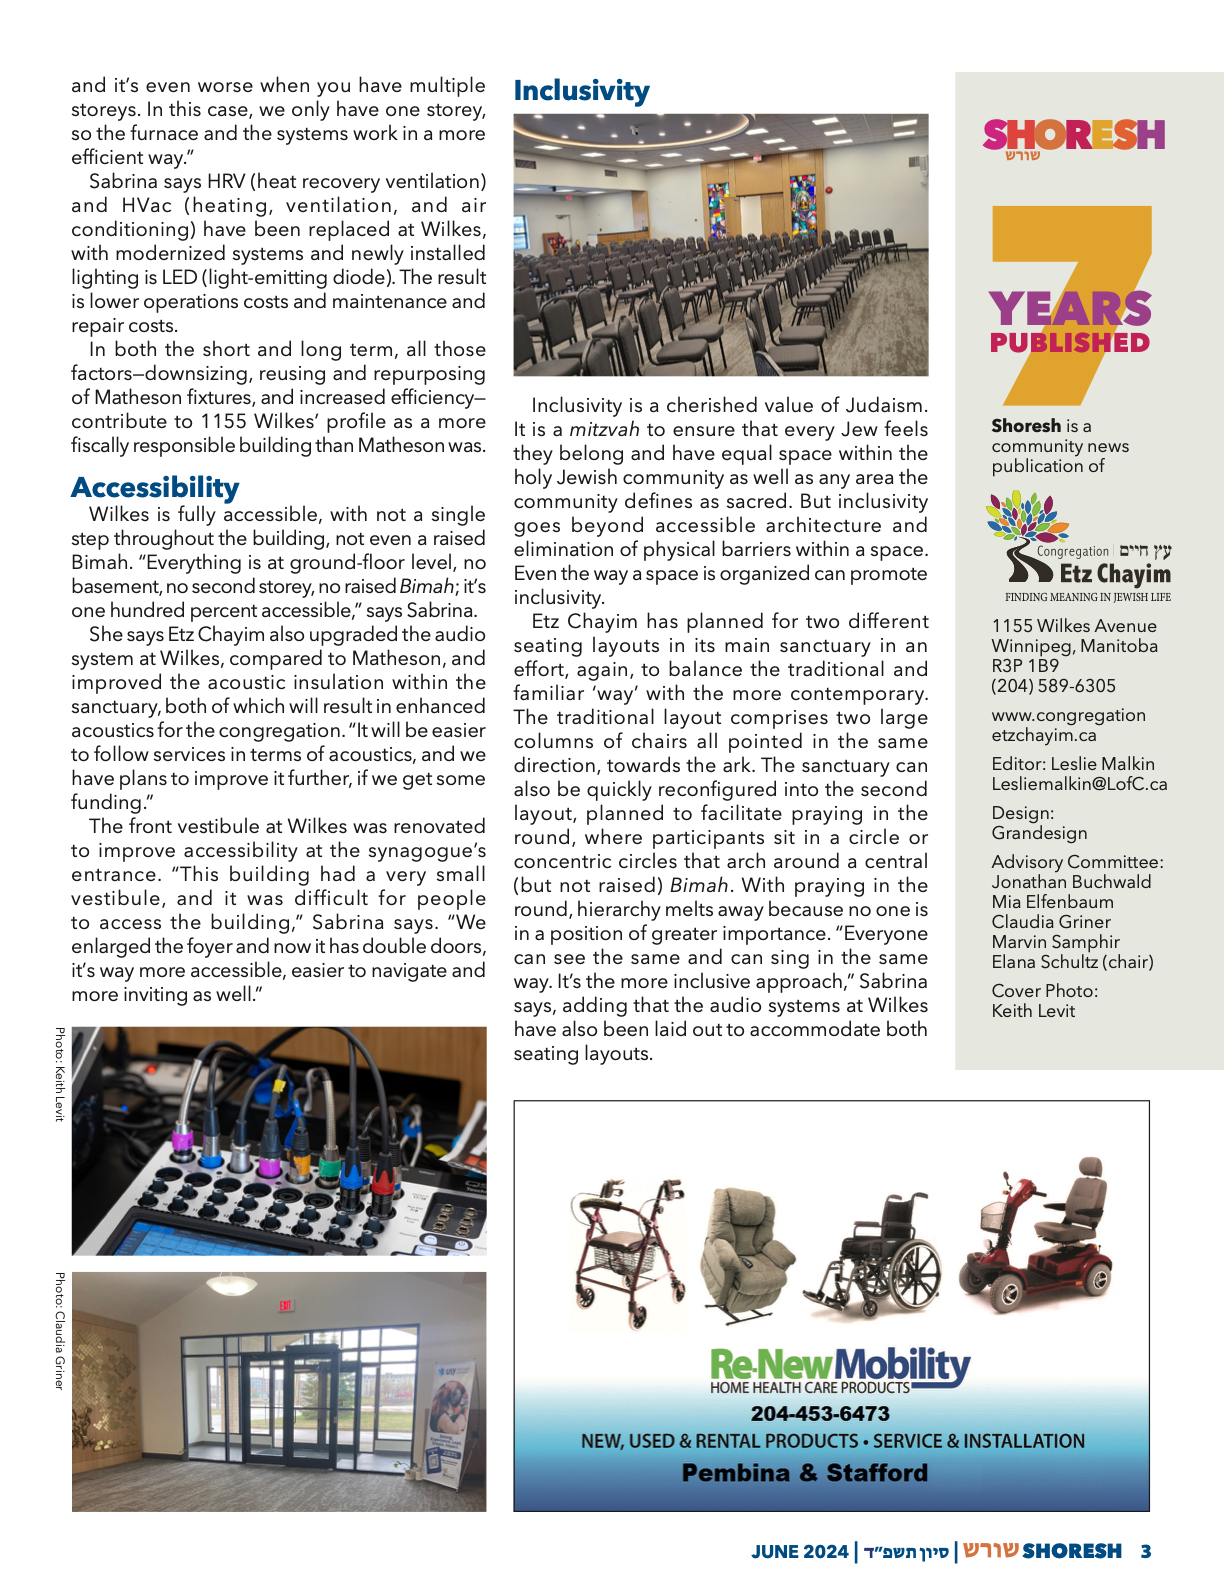 and it’s even worse when you have multiple
storeys. In this case, we only have one storey,
so the furnace and the systems work in a more
efficient way.”
Sabrina says HRV (heat recovery ventilation)
and HVac (heating, ventilation, and air
conditioning) have been replaced at Wilkes,
with modernized systems and newly installed
lighting is LED (light-emitting diode). The result
is lower operations costs and maintenance and
repair costs.
In both the short and long term, all those
factors—downsizing, reusing and repurposing
of Matheson fixtures, and increased efficiency—
contribute to 1155 Wilkes’ profile as a more
fiscally responsible building than Matheson was.
Accessibility
Wilkes is fully accessible, with not a single
step throughout the building, not even a raised
Bimah. “Everything is at ground-floor level, no
basement, no second storey, no raised Bimah; it’s
one hundred percent accessible,” says Sabrina.
She says Etz Chayim also upgraded the audio
system at Wilkes, compared to Matheson, and
improved the acoustic insulation within the
sanctuary, both of which will result in enhanced
acoustics for the congregation. “It will be easier
to follow services in terms of acoustics, and we
have plans to improve it further, if we get some
funding.”
The front vestibule at Wilkes was renovated
to improve accessibility at the synagogue’s
entrance. “This building had a very small
vestibule, and it was difficult for people
to access the building,” Sabrina says. “We
enlarged the foyer and now it has double doors,
it’s way more accessible, easier to navigate and
more inviting as well.”
Photo: Keith Levit
Photo: Claudia Griner
EXIT
Inclusivity
Inclusivity is a cherished value of Judaism.
It is a mitzvah to ensure that every Jew feels
they belong and have equal space within the
holy Jewish community as well as any area the
community defines as sacred. But inclusivity
goes beyond accessible architecture and
elimination of physical barriers within a space.
Even the way a space is organized can promote
inclusivity.
Etz Chayim has planned for two different
seating layouts in its main sanctuary in an
effort, again, to balance the traditional and
familiar ‘way’ with the more contemporary.
The traditional layout comprises two large
columns of chairs all pointed in the same
direction, towards the ark. The sanctuary can
also be quickly reconfigured into the second
layout, planned to facilitate praying in the
round, where participants sit in a circle or
concentric circles that arch around a central
(but not raised) Bimah. With praying in the
round, hierarchy melts away because no one is
in a position of greater importance. “Everyone
can see the same and can sing in the same
way. It’s the more inclusive approach,” Sabrina
says, adding that the audio systems at Wilkes
have also been laid out to accommodate both
seating layouts.
SHORESH
שורש
7
YEARS
PUBLISHED
Shoresh is a
community news
publication of
Congregation | עץ חיים
Etz Chayim
FINDING MEANING IN JEWISH LIFE
1155 Wilkes Avenue
Winnipeg, Manitoba
R3P 1B9
(204) 589-6305
www.congregation
etzchayim.ca
Editor: Leslie Malkin
Lesliemalkin@LofC.ca
Design:
Grandesign
Advisory Committee:
Jonathan Buchwald
Mia Elfenbaum
Claudia Griner
Marvin Samphir
Elana Schultz (chair)
Cover Photo:
Keith Levit
Re-New Mobility
HOME HEALTH CARE PRODUCTS
204-453-6473
NEW, USED & RENTAL PRODUCTS • SERVICE & INSTALLATION
Pembina & Stafford
JUNE 2024 | סיון תשפ״ד | שורש SHORESH 3